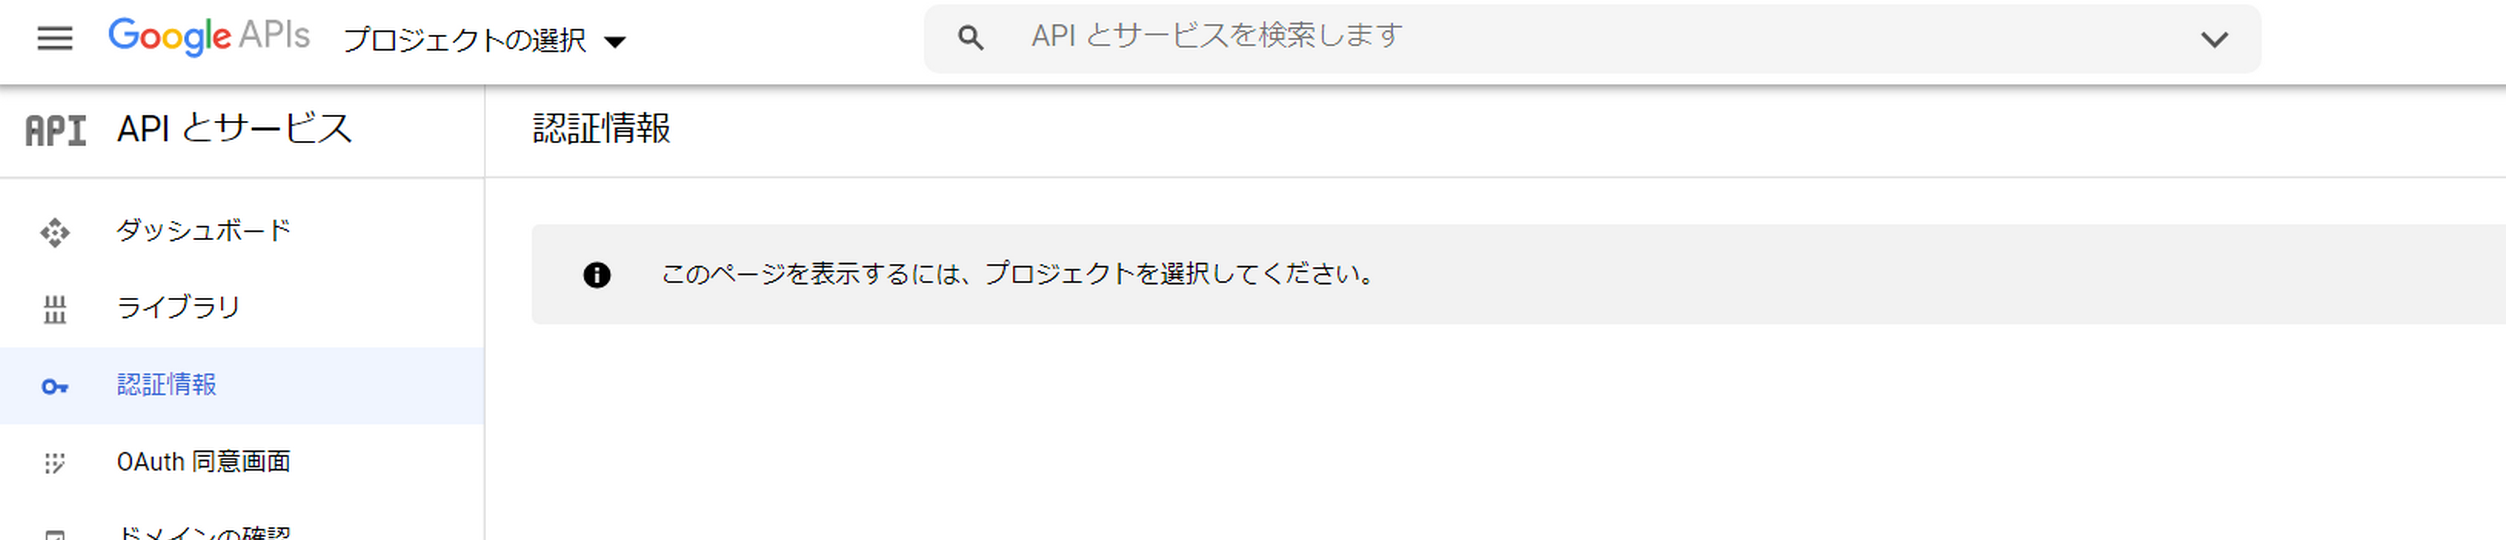 Google APIs プロジェクトの選択 API とサービスを検索します
API API とサービス 認証情報
ダッシュボード
このページを表示するには、プロジェクトを選択してください。
ライブラリ
認証情報
OAuth 同意画面
ドメインの確認